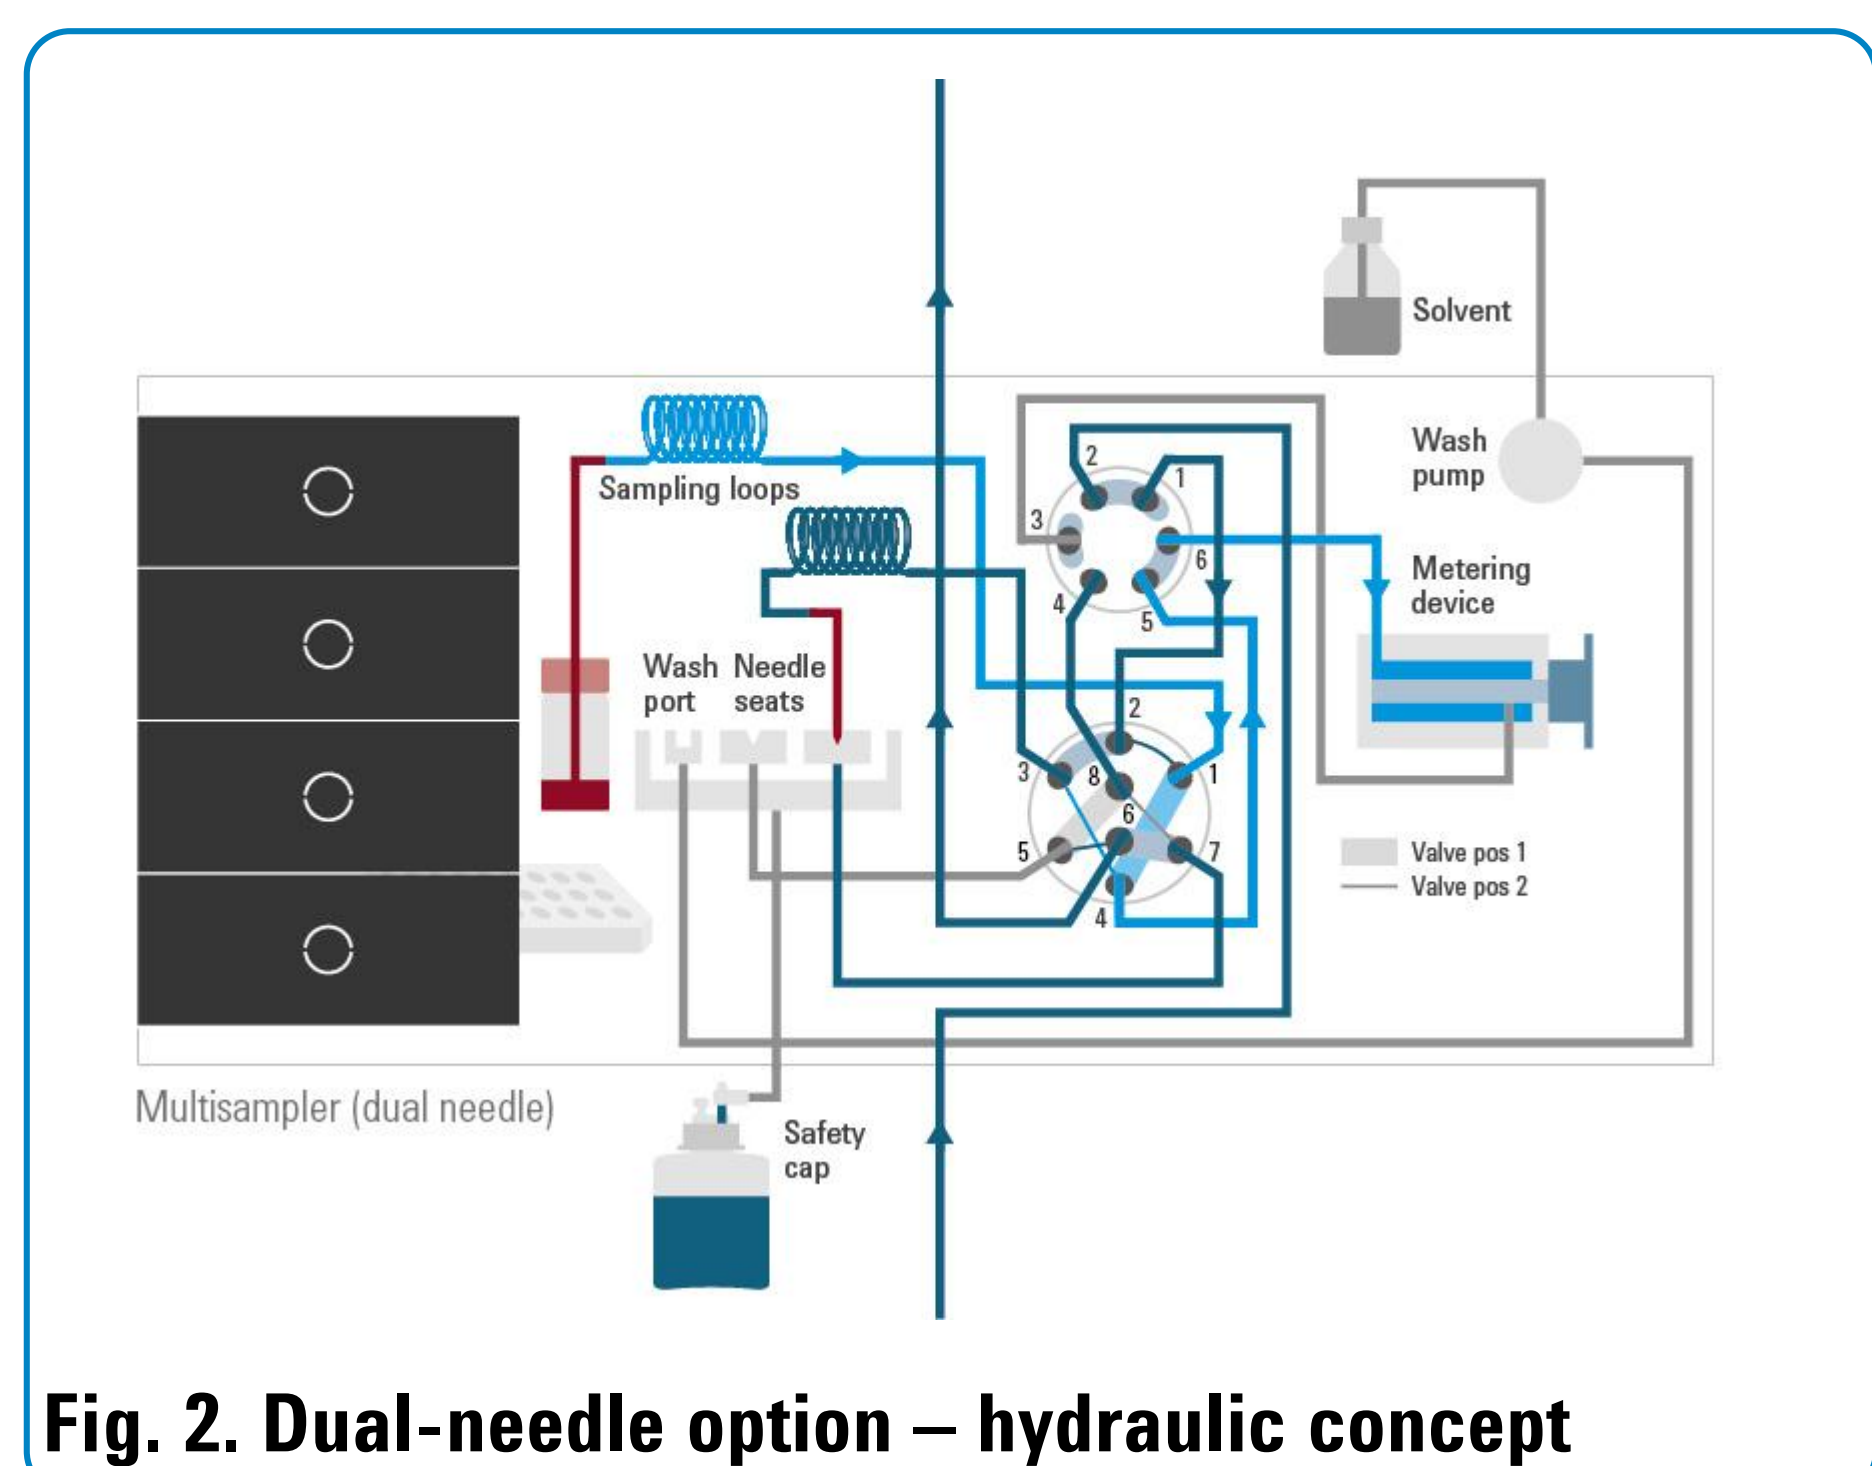 Solvent
Wash
pump
Sampling loops
2
1
3
6
4
5
Metering
device
Wash
port
Needle
seats
2
3
8
1
6
5
7
4
Valve pos 1
Valve pos 2
Multisampler (dual needle)
Safety
cap
Fig. 2. Dual-needle option – hydraulic concept